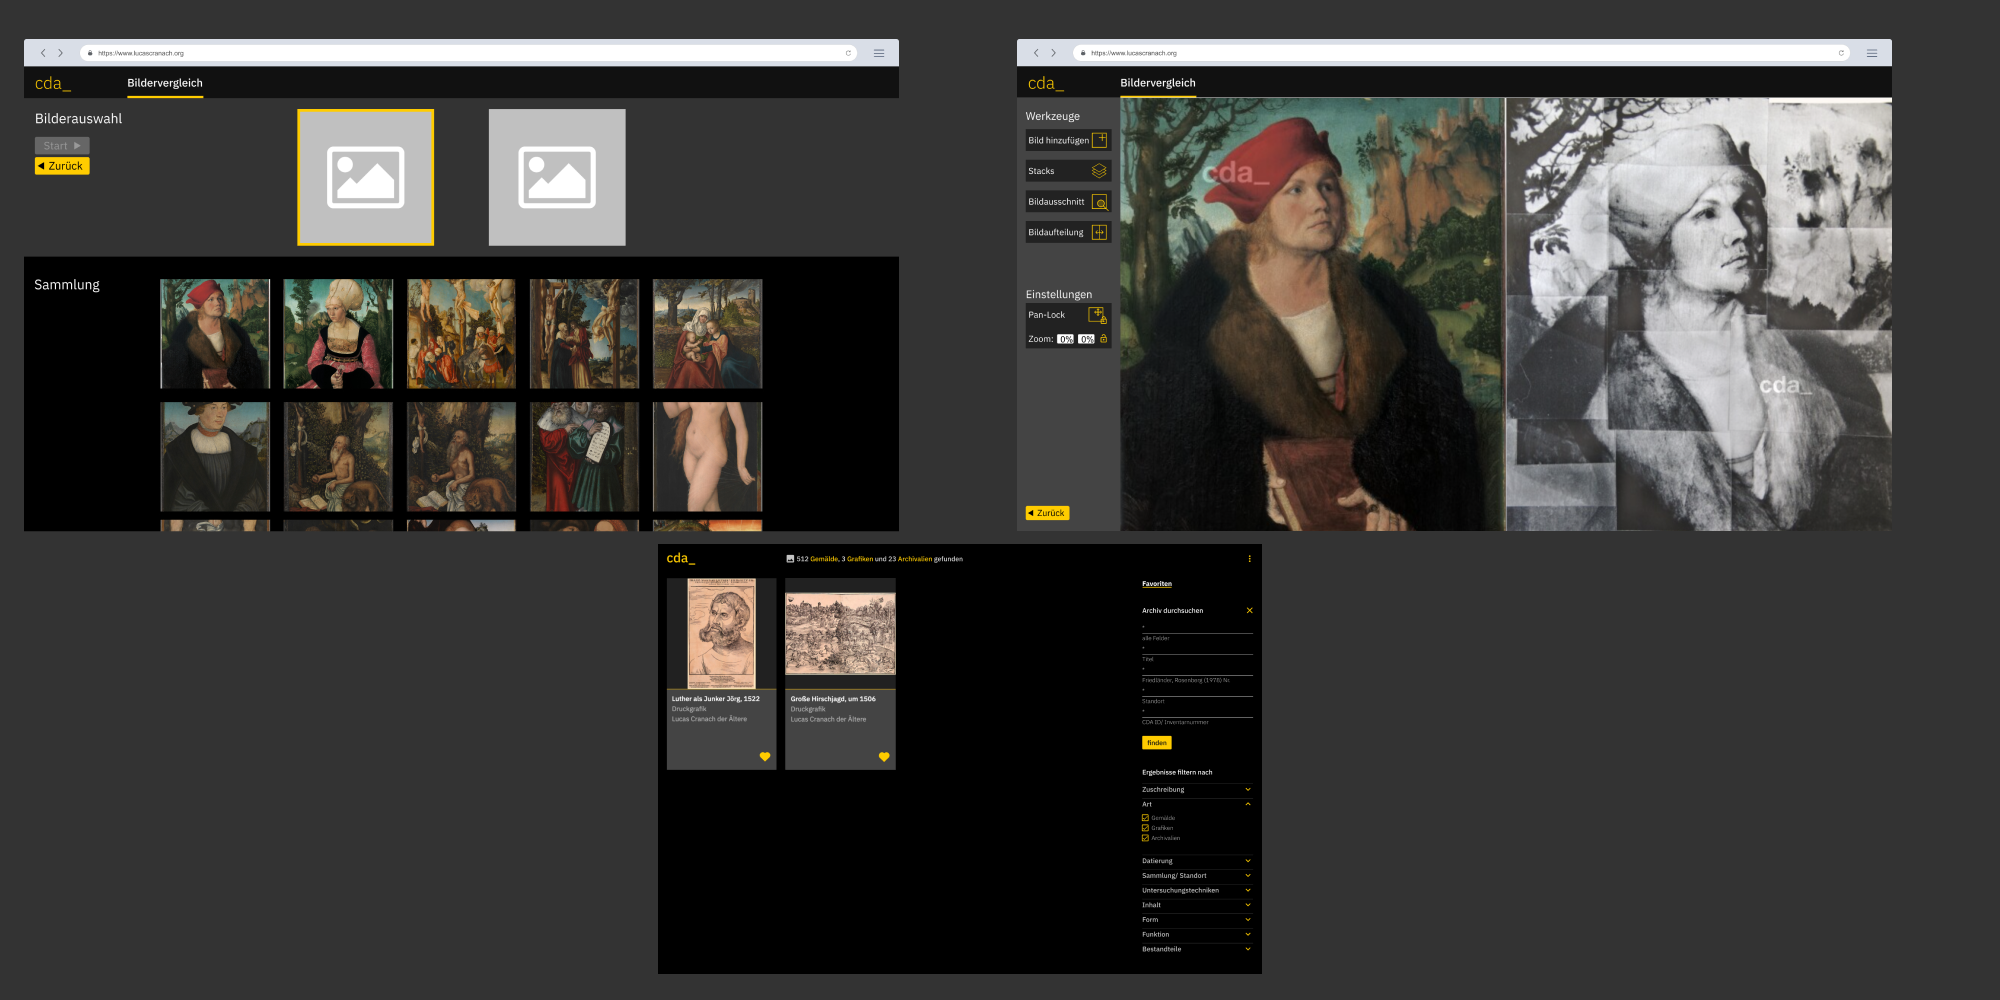 https://www.lucascranach.org
cda_
Bildervergleich
Bilderauswahl
Start
Zurück
Sammlung
https://www.lucascranach.org
cda_
Bildervergleich
Werkzeuge
Bild hinzufügen
Stacks
Bildausschnitt
Bildaufteilung
Einstellungen
Pan-Lock
Zoom: 0% 0%
Zurück
cda_
cda_
cda_
512 Gemälde, 3 Grafiken und 23 Archivalien gefunden
Luther als Junker Jörg, 1522
Druckgrafik
Lucas Cranach der Ältere
Große Hirschjagd, um 1506
Druckgrafik
Lucas Cranach der Ältere
Favoriten
Archiv durchsuchen
*
alle Felder
*
Titel
*
Friedländer, Rosenberg (1978) Nr.
*
Standort
*
CDA ID/ Inventarnummer
finden
Ergebnisse filtern nach
Zuschreibung
Art
Gemälde
Grafiken
Archivalien
Datierung
Sammlung/ Standort
Untersuchungstechniken
Inhalt
Form
Funktion
Bestandteile